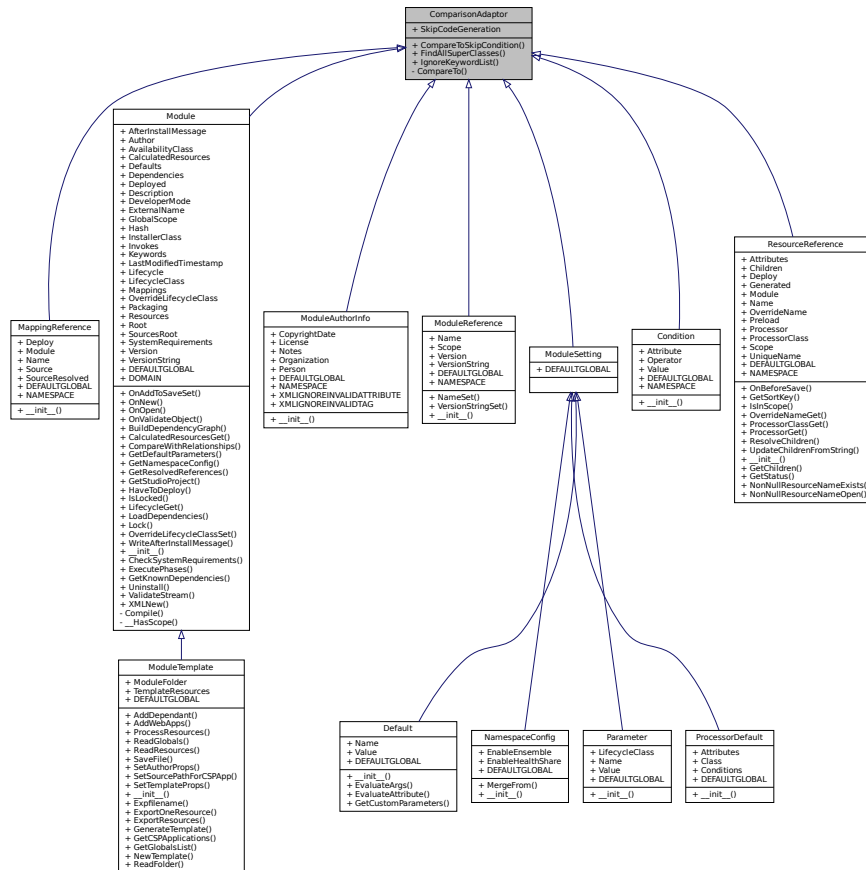 ComparisonAdaptor
+ SkipCodeGeneration
+ CompareToSkipCondition()
+ FindAllSuperClasses()
+ IgnoreKeywordList()
- CompareTo()
Module
+ AfterInstallMessage
+ Author
+ AvailabilityClass
+ CalculatedResources
+ Defaults
+ Dependencies
+ Deployed
+ Description
+ DeveloperMode
+ ExternalName
+ GlobalScope
+ Hash
+ InstallerClass
+ Invokes
+ Keywords
+ LastModifiedTimestamp
+ Lifecycle
+ LifecycleClass
+ Mappings
+ OverrideLifecycleClass
+ Packaging
+ Resources
+ Root
+ SourcesRoot
+ SystemRequirements
+ Version
+ VersionString
+ DEFAULTGLOBAL
+ DOMAIN
+ OnAddToSaveSet()
+ OnNew()
+ OnOpen()
+ OnValidateObject()
+ BuildDependencyGraph()
+ CalculatedResourcesGet()
+ CompareWithRelationships()
+ GetDefaultParameters()
+ GetNamespaceConfig()
+ GetResolvedReferences()
+ GetStudioProject()
+ HaveToDeploy()
+ IsLocked()
+ LifecycleGet()
+ LoadDependencies()
+ Lock()
+ OverrideLifecycleClassSet()
+ WriteAfterInstallMessage()
+ __init__()
+ CheckSystemRequirements()
+ ExecutePhases()
+ GetKnownDependencies()
+ Uninstall()
+ ValidateStream()
+ XMLNew()
- Compile()
- __HasScope()
MappingReference
+ Deploy
+ Module
+ Name
+ Source
+ SourceResolved
+ DEFAULTGLOBAL
+ NAMESPACE
+ __init__()
ModuleAuthorInfo
+ CopyrightDate
+ License
+ Notes
+ Organization
+ Person
+ DEFAULTGLOBAL
+ NAMESPACE
+ XMLIGNOREINVALIDATTRIBUTE
+ XMLIGNOREINVALIDTAG
+ __init__()
ModuleReference
+ Name
+ Scope
+ Version
+ VersionString
+ DEFAULTGLOBAL
+ NAMESPACE
+ NameSet()
+ VersionStringSet()
+ __init__()
ModuleSetting
+ DEFAULTGLOBAL
Condition
+ Attribute
+ Operator
+ Value
+ DEFAULTGLOBAL
+ NAMESPACE
+ __init__()
ResourceReference
+ Attributes
+ Children
+ Deploy
+ Generated
+ Module
+ Name
+ OverrideName
+ Preload
+ Processor
+ ProcessorClass
+ Scope
+ UniqueName
+ DEFAULTGLOBAL
+ NAMESPACE
+ OnBeforeSave()
+ GetSortKey()
+ IsInScope()
+ OverrideNameGet()
+ ProcessorClassGet()
+ ProcessorGet()
+ ResolveChildren()
+ UpdateChildrenFromString()
+ __init__()
+ GetChildren()
+ GetStatus()
+ NonNullResourceNameExists()
+ NonNullResourceNameOpen()
ModuleTemplate
+ ModuleFolder
+ TemplateResources
+ DEFAULTGLOBAL
+ AddDependant()
+ AddWebApps()
+ ProcessResources()
+ ReadGlobals()
+ ReadResources()
+ SaveFile()
+ SetAuthorProps()
+ SetSourcePathForCSPApp()
+ SetTemplateProps()
+ __init__()
+ Expfilename()
+ ExportOneResource()
+ ExportResources()
+ GenerateTemplate()
+ GetCSPApplications()
+ GetGlobalsList()
+ NewTemplate()
+ ReadFolder()
Default
+ Name
+ Value
+ DEFAULTGLOBAL
+ __init__()
+ EvaluateArgs()
+ EvaluateAttribute()
+ GetCustomParameters()
NamespaceConfig
+ EnableEnsemble
+ EnableHealthShare
+ DEFAULTGLOBAL
+ MergeFrom()
+ __init__()
Parameter
+ LifecycleClass
+ Name
+ Value
+ DEFAULTGLOBAL
+ __init__()
ProcessorDefault
+ Attributes
+ Class
+ Conditions
+ DEFAULTGLOBAL
+ __init__()